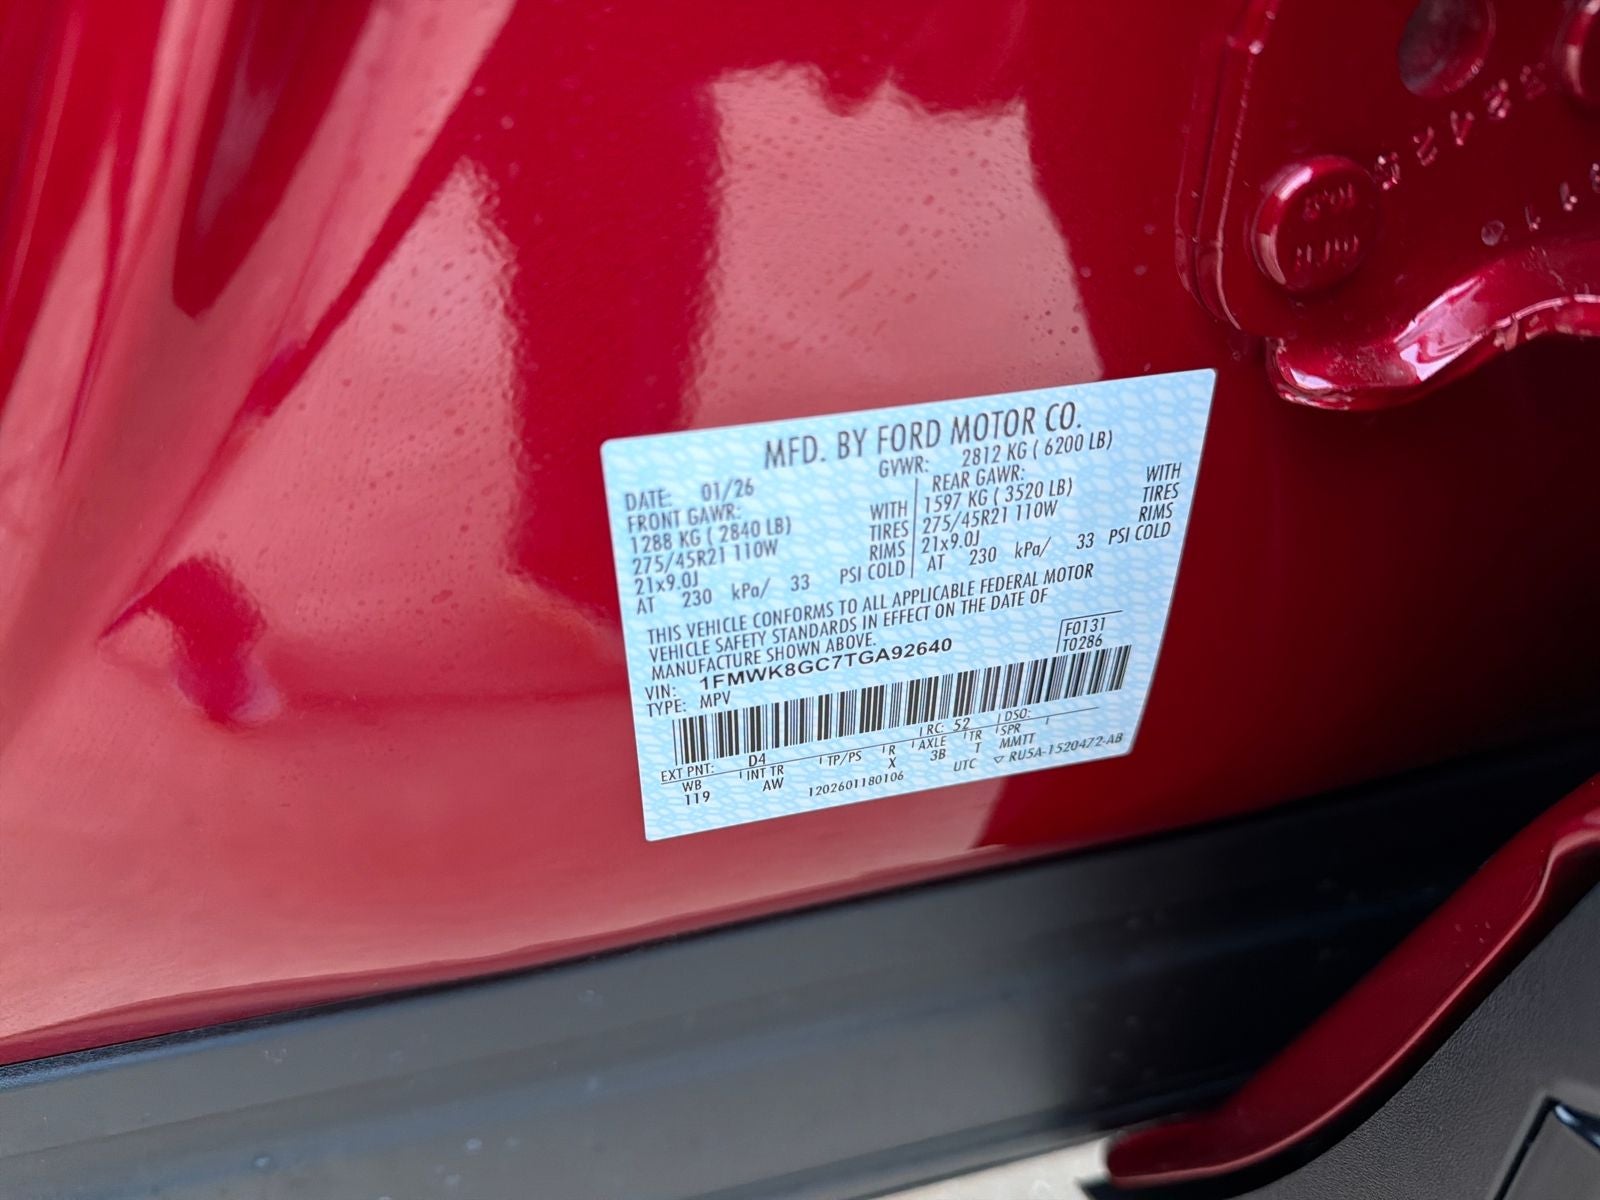 MFD. BY FORD MOTOR CO.
DATE: 01/26 GVWR: 2812 KG ( 6200 LB)
FRONT GAWR: WITH
1288 KG ( 2840 LB) TIRES
275/45R21 110W RIMS
21x9.0J
AT 230 kPa/ 33 PSI COLD
REAR GAWR: WITH
1597 KG ( 3520 LB) TIRES
275/45R21 110W RIMS
21x9.0J
AT 230 kPa/ 33 PSI COLD
THIS VEHICLE CONFORMS TO ALL APPLICABLE FEDERAL MOTOR
VEHICLE SAFETY STANDARDS IN EFFECT ON THE DATE OF
MANUFACTURE SHOWN ABOVE.
VIN: 1FMWK8GC7TGA92640
TYPE: MPV
F0131
T0286
EXT PNT: D4 RC: 52 DSO:
WB INT TR TP/PS R AXLE TR SPR
119 AW X 3B T MMTT
1202601180106 UTC ▽ RU5A-1520472-AB